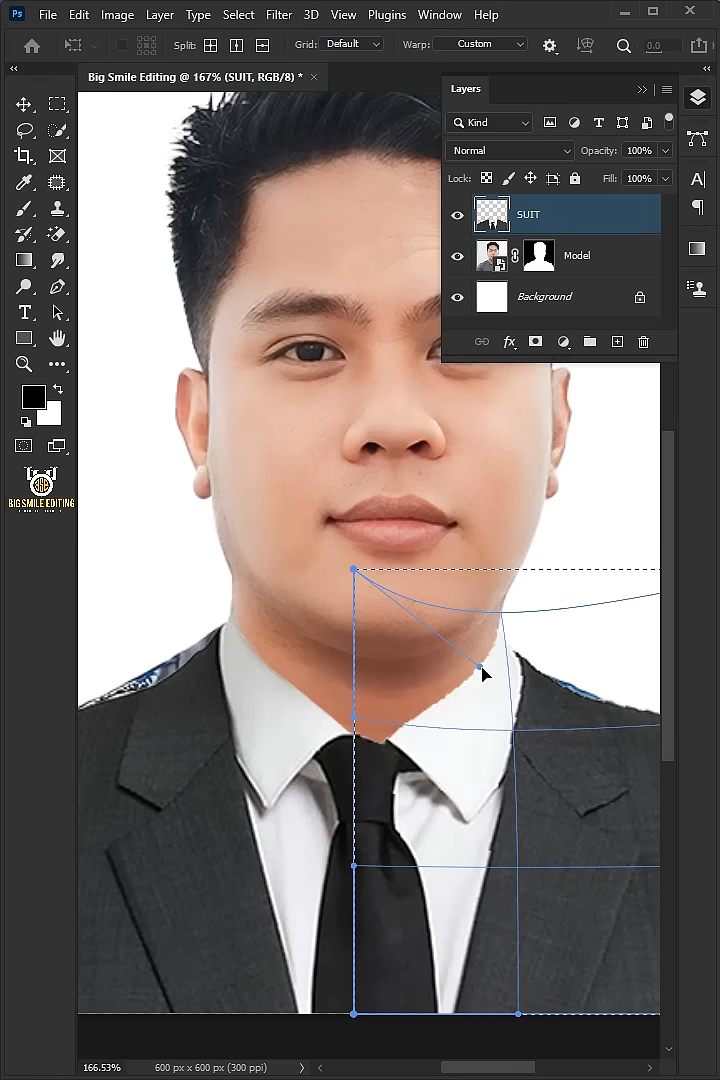 Ps File Edit Image Layer Type Select Filter 3D View Plugins Window Help
Split: Grid: Default Warp: Custom 0.0
Big Smile Editing @ 167% (SUIT, RGB/8) *
Layers
Kind
Normal Opacity: 100%
Lock: Fill: 100%
SUIT
Model
Background
fx
BIG SMILE EDITING
166.53% 600 px x 600 px (300 ppi)